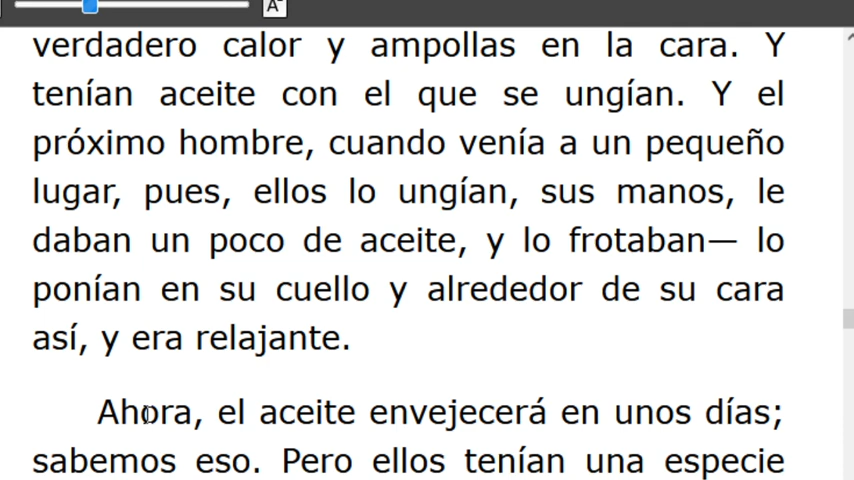 A
verdadero calor y ampollas en la cara. Y
tenían aceite con el que se ungían. Y el
próximo hombre, cuando venía a un pequeño
lugar, pues, ellos lo ungían, sus manos, le
daban un poco de aceite, y lo frotaban— lo
ponían en su cuello y alrededor de su cara
así, y era relajante.
Ahora, el aceite envejecerá en unos días;
sabemos eso. Pero ellos tenían una especie